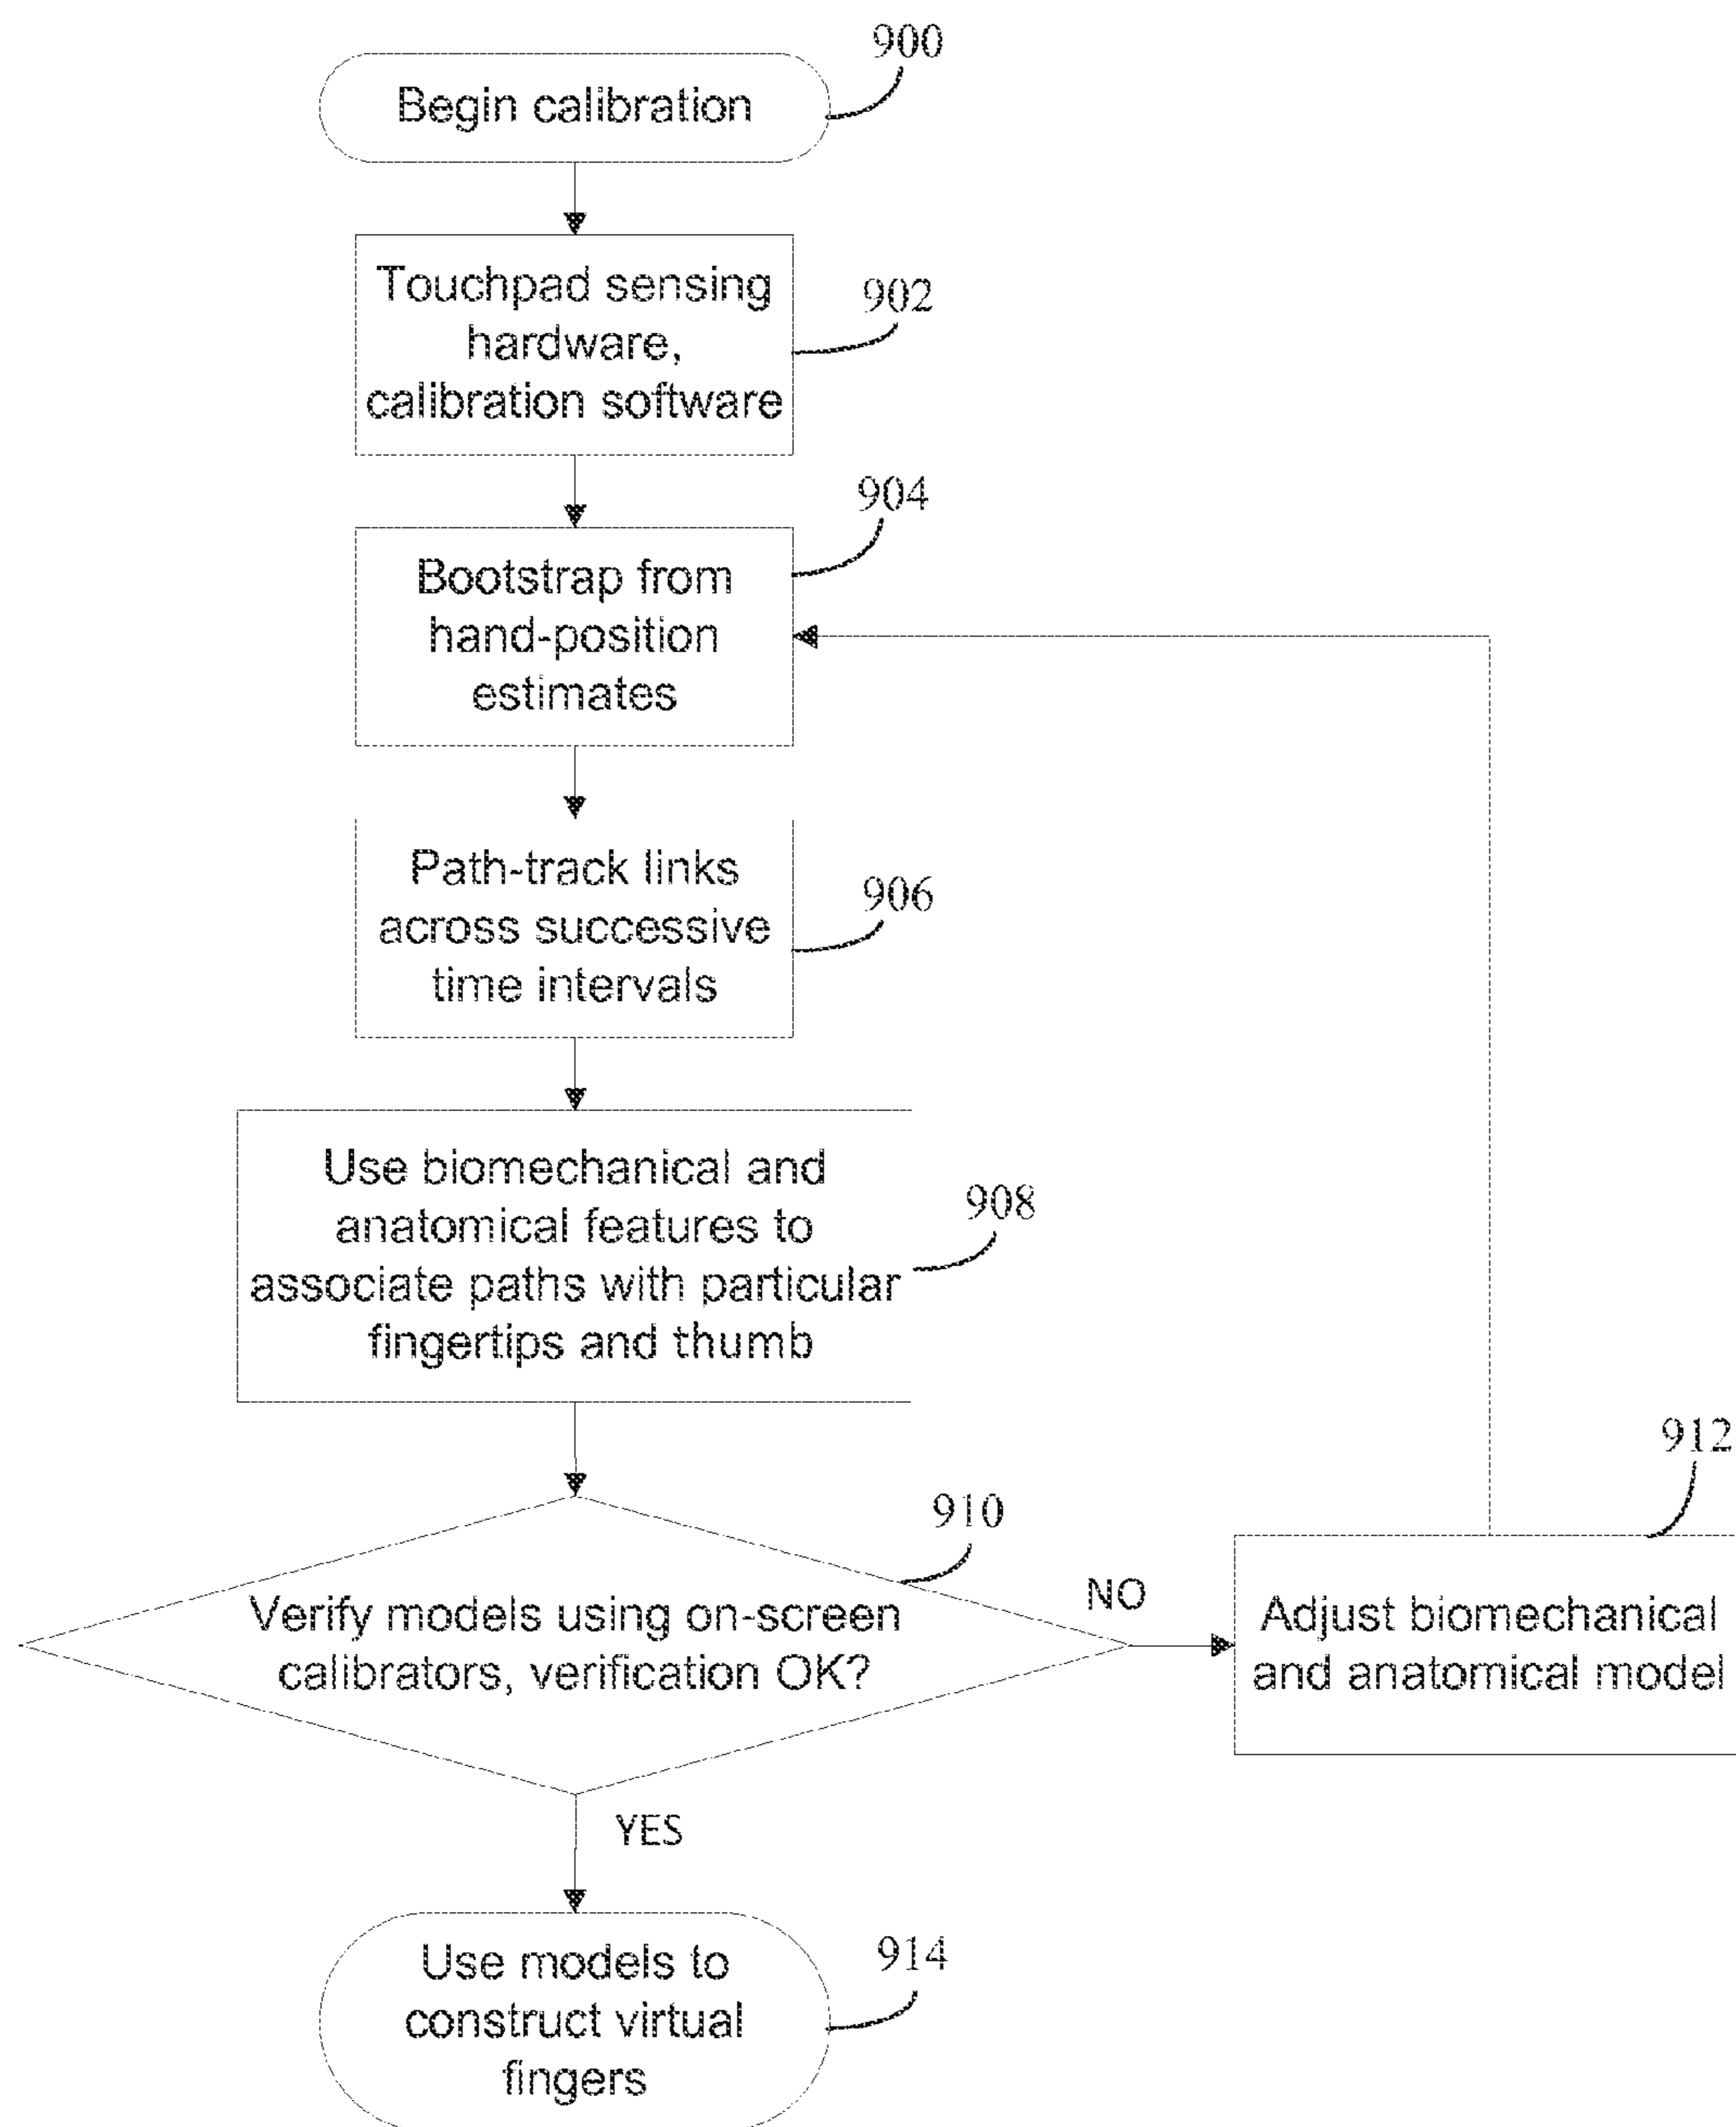 900
Begin calibration
Touchpad sensing
hardware,
calibration software
902
904
Bootstrap from
hand-position
estimates
Path-track links
across successive
time intervals
906
Use biomechanical and
anatomical features to
associate paths with particular
fingertips and thumb
908
910
Verify models using on-screen
calibrators, verification OK?
NO
912
Adjust biomechanical
and anatomical model
YES
Use models to
construct virtual
fingers
914